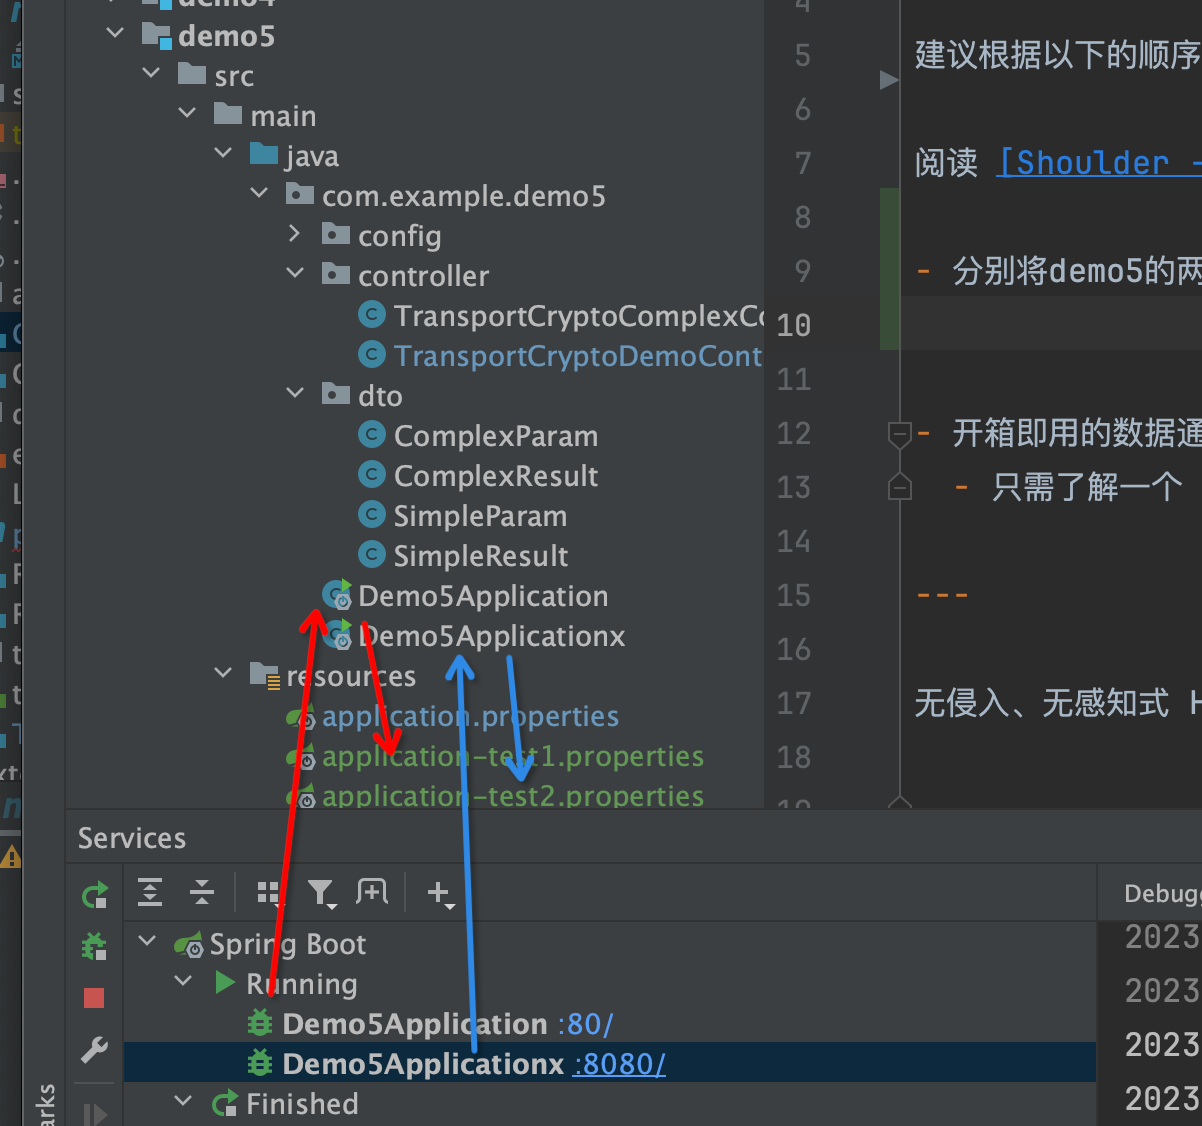 demo4
demo5
src
main
java
com.example.demo5
config
controller
TransportCryptoComplexCo
TransportCryptoDemoCont
dto
ComplexParam
ComplexResult
SimpleParam
SimpleResult
Demo5Application
Demo5Applicationx
resources
application.properties
application-test1.properties
application-test2.properties
4
5 建议根据以下的顺序
6
7 阅读 [Shoulder -
8
9 - 分别将demo5的两
10
11
12 - 开箱即用的数据通
13 - 只需了解一个
14
15 ---
16
17 无侵入、无感知式 H
18
19
Services
Debugg
Spring Boot
Running
Demo5Application :80/
Demo5Applicationx :8080/
Finished
2023
2023
2023
2023
arks